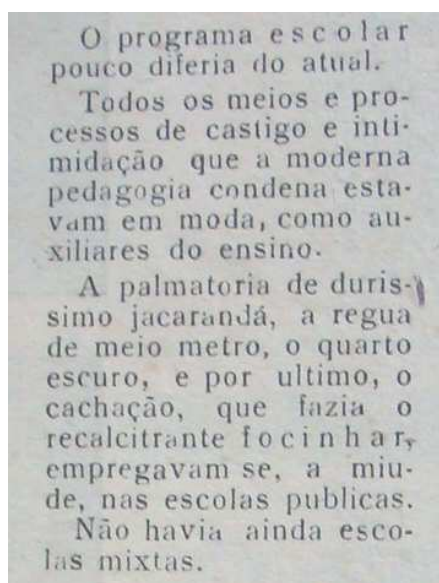 O programa escolar
pouco diferia do atual.
Todos os meios e pro-
cessos de castigo e inti-
midação que a moderna
pedagogia condena esta-
vam em moda, como au-
xiliares do ensino.
A palmatoria de duris-
simo jacarandá, a regua
de meio metro, o quarto
escuro, e por ultimo, o
cachação, que fazia o
recalcitrante focinhar,
empregavam se, a miu-
de, nas escolas publicas.
Não havia ainda esco-
las mixtas.